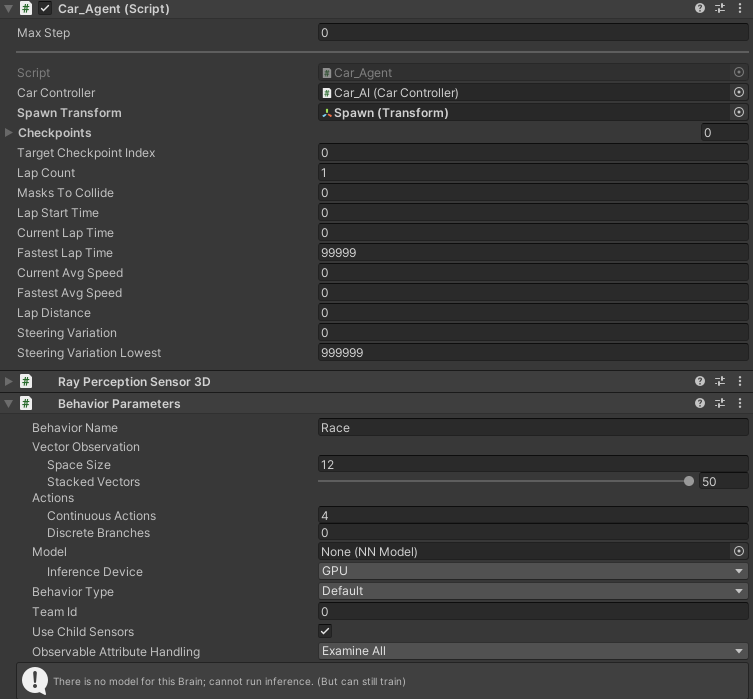 # Car_Agent (Script)
Max Step 0
Script # Car_Agent
Car Controller # Car_AI (Car Controller)
Spawn Transform Spawn (Transform)
Checkpoints 0
Target Checkpoint Index 0
Lap Count 1
Masks To Collide 0
Lap Start Time 0
Current Lap Time 0
Fastest Lap Time 99999
Current Avg Speed 0
Fastest Avg Speed 0
Lap Distance 0
Steering Variation 0
Steering Variation Lowest 999999
# Ray Perception Sensor 3D
# Behavior Parameters
Behavior Name Race
Vector Observation
Space Size 12
Stacked Vectors 50
Actions
Continuous Actions 4
Discrete Branches 0
Model None (NN Model)
Inference Device GPU
Behavior Type Default
Team Id 0
Use Child Sensors
Observable Attribute Handling Examine All
There is no model for this Brain; cannot run inference. (But can still train)